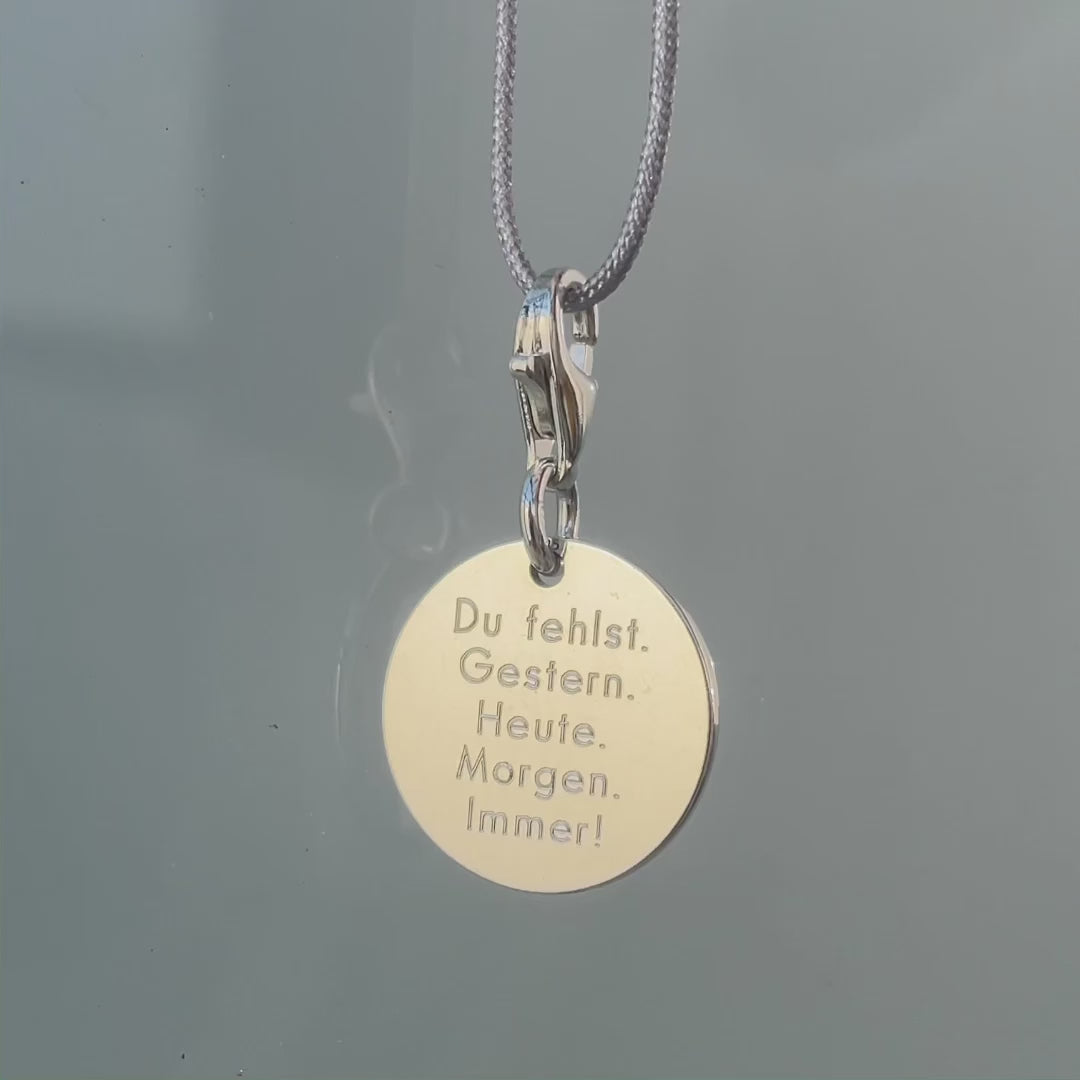 Du fehlst.
Gestern.
Heute.
Morgen.
Immer!